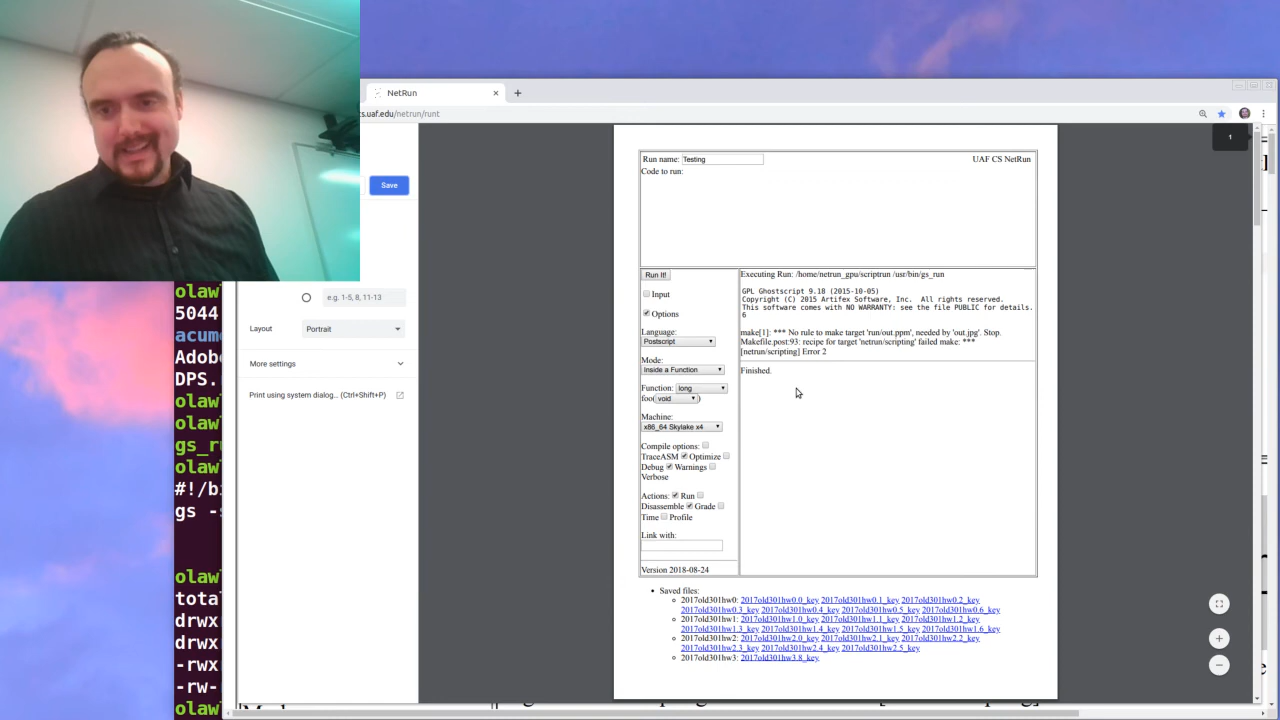 NetRun
cs.uaf.edu/netrun/runt
1
Save
Run name: Testing
UAF CS NetRun
Code to run:
Run It!
Input
Options
Language:
Postscript
Mode:
Inside a Function
Function: long
foo( void )
Machine:
x86_64 Skylake x4
Compile options:
TraceASM Optimize
Debug Warnings
Verbose
Actions: Run
Disassemble Grade
Time Profile
Link with:
Version 2018-08-24
Executing Run: /home/netrun_gpu/scriptrun /usr/bin/gs_run
GPL Ghostscript 9.18 (2015-10-05)
Copyright (C) 2015 Artifex Software, Inc. All rights reserved.
This software comes with NO WARRANTY: see the file PUBLIC for details.
6
make[1]: *** No rule to make target 'run/out.ppm', needed by 'out.jpg'. Stop.
Makefile.post:93: recipe for target 'netrun/scripting' failed make: ***
[netrun/scripting] Error 2
Finished.
Saved files:
2017old301hw0: 2017old301hw0.0_key 2017old301hw0.1_key 2017old301hw0.2_key
2017old301hw0.3_key 2017old301hw0.4_key 2017old301hw0.5_key 2017old301hw0.6_key
2017old301hw1: 2017old301hw1.0_key 2017old301hw1.1_key 2017old301hw1.2_key
2017old301hw1.3_key 2017old301hw1.4_key 2017old301hw1.5_key 2017old301hw1.6_key
2017old301hw2: 2017old301hw2.0_key 2017old301hw2.1_key 2017old301hw2.2_key
2017old301hw2.3_key 2017old301hw2.4_key 2017old301hw2.5_key
2017old301hw3: 2017old301hw3.8_key
e.g. 1-5, 8, 11-13
Layout
Portrait
More settings
Print using system dialog... (Ctrl+Shift+P)
olaw
5044
acum
Adob
DPS.
olaw
olaw
gs_r
olaw
#!/bi
gs -s
olaw
tota
drwx
drwx
-rwx
-rw-
olaw